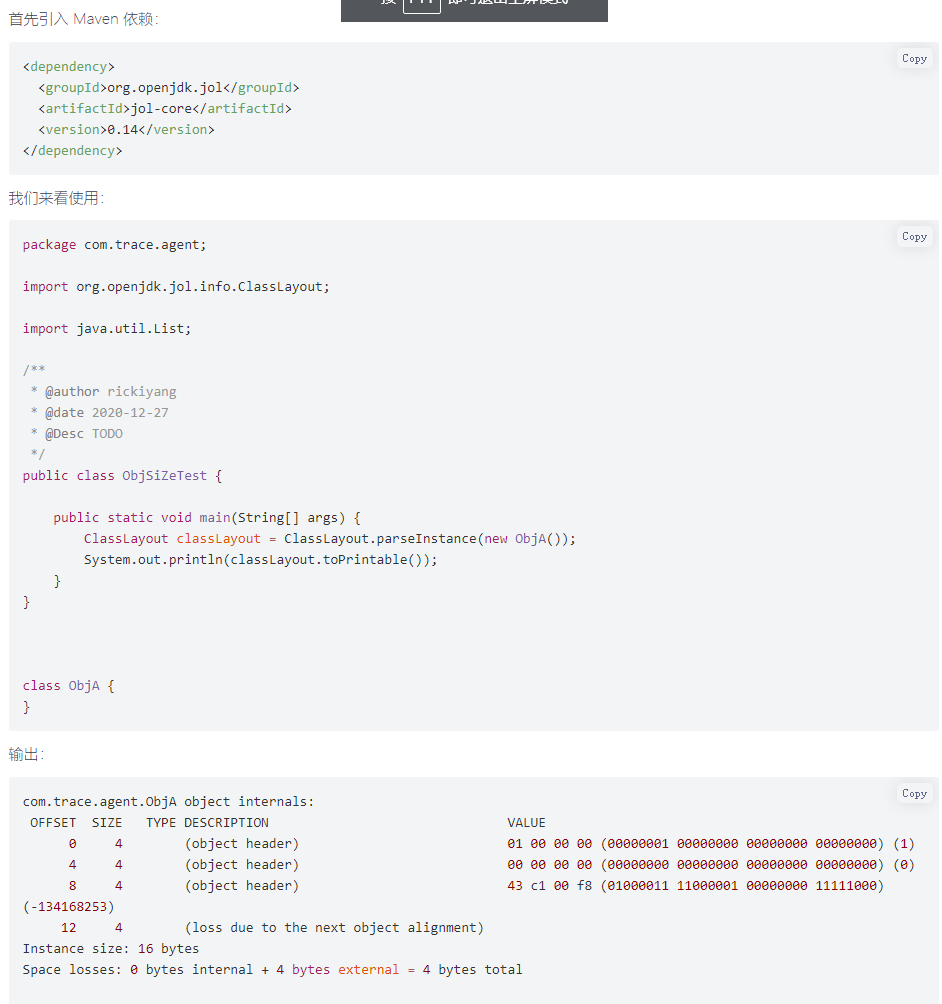 首先引入 Maven 依赖:
Copy
<dependency>
  <groupId>org.openjdk.jol</groupId>
  <artifactId>jol-core</artifactId>
  <version>0.14</version>
</dependency>
我们来看使用:
Copy
package com.trace.agent;
import org.openjdk.jol.info.ClassLayout;
import java.util.List;
/**
 * @author rickiyang
 * @date 2020-12-27
 * @Desc TODO
 */
public class ObjSiZeTest {
    public static void main(String[] args) {
        ClassLayout classLayout = ClassLayout.parseInstance(new ObjA());
        System.out.println(classLayout.toPrintable());
    }
}
class ObjA {
}
输出:
Copy
com.trace.agent.ObjA object internals:
 OFFSET  SIZE   TYPE DESCRIPTION                               VALUE
      0     4        (object header)                           01 00 00 00 (00000001 00000000 00000000 00000000) (1)
      4     4        (object header)                           00 00 00 00 (00000000 00000000 00000000 00000000) (0)
      8     4        (object header)                           43 c1 00 f8 (01000011 11000001 00000000 11111000)
(-134168253)
     12     4        (loss due to the next object alignment)
Instance size: 16 bytes
Space losses: 0 bytes internal + 4 bytes external = 4 bytes total